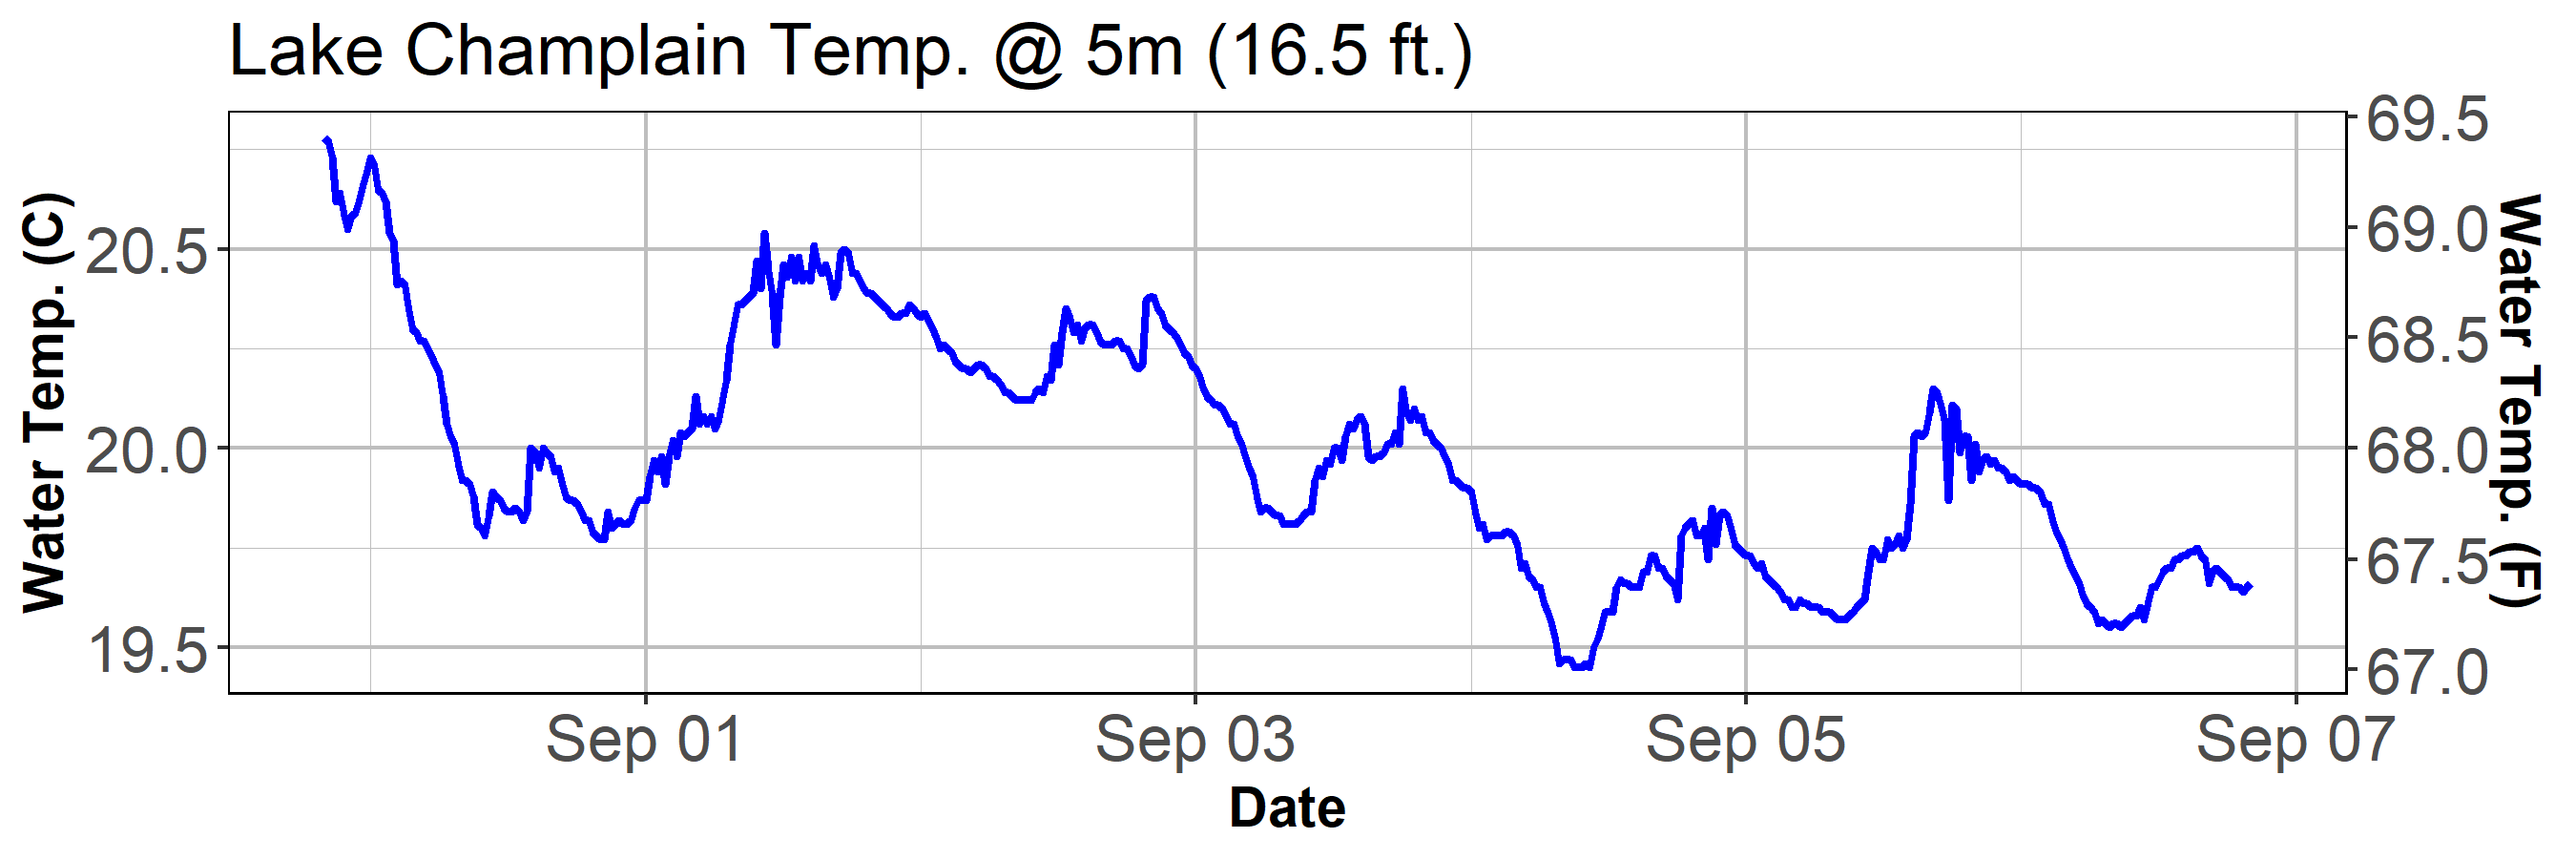 Lake Champlain Temp. @ 5m (16.5 ft.)
Water Temp. (C)
20.5
20.0
19.5
69.5
69.0
68.5
68.0
67.5
67.0
Water Temp. (F)
Sep 01 Sep 03 Sep 05 Sep 07
Date